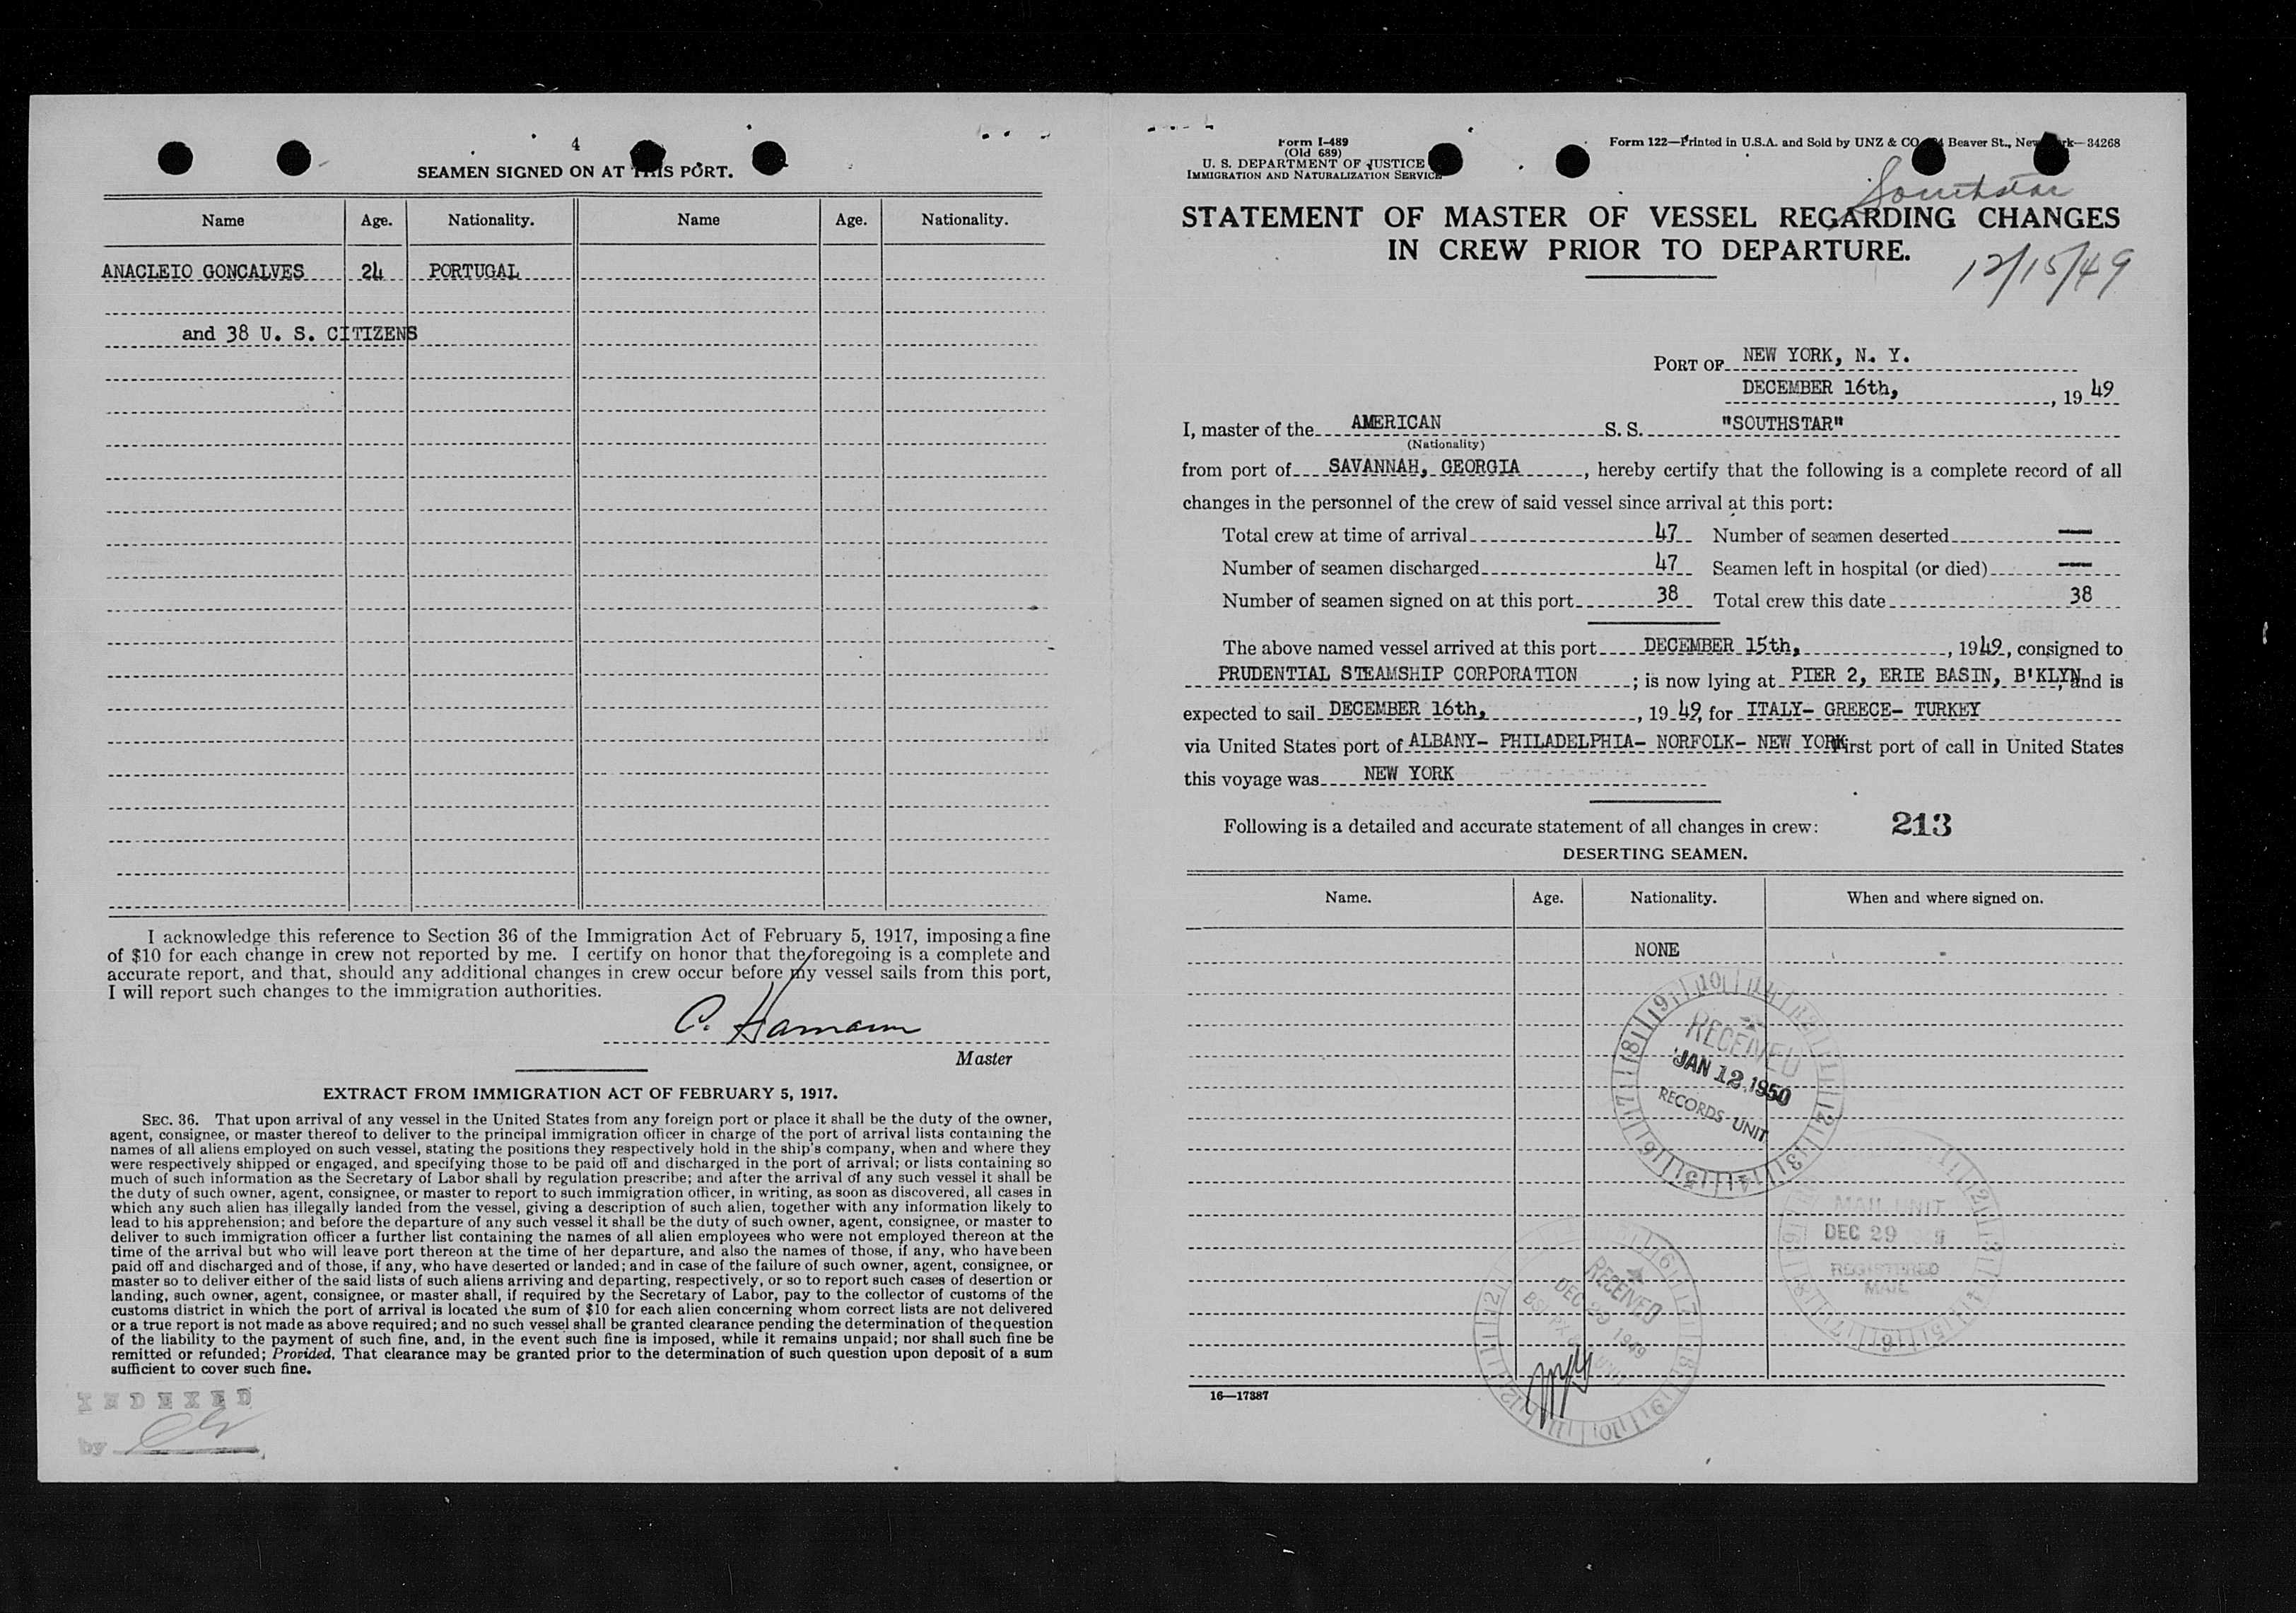 4
SEAMEN SIGNED ON AT THIS PORT.
Name Age. Nationality. Name Age. Nationality.
ANACLEIO GONCALVES 24 PORTUGAL
and 38 U. S. CITIZENS
I acknowledge this reference to Section 36 of the Immigration Act of February 5, 1917, imposing a fine
of $10 for each change in crew not reported by me. I certify on honor that the foregoing is a complete and
accurate report, and that, should any additional changes in crew occur before my vessel sails from this port,
I will report such changes to the immigration authorities.
C. Hamann
Master
EXTRACT FROM IMMIGRATION ACT OF FEBRUARY 5, 1917.
SEC. 36. That upon arrival of any vessel in the United States from any foreign port or place it shall be the duty of the owner,
agent, consignee, or master thereof to deliver to the principal immigration officer in charge of the port of arrival lists containing the
names of all aliens employed on such vessel, stating the positions they respectively hold in the ship's company, when and where they
were respectively shipped or engaged, and specifying those to be paid off and discharged in the port of arrival; or lists containing so
much of such information as the Secretary of Labor shall by regulation prescribe; and after the arrival of any such vessel it shall be
the duty of such owner, agent, consignee, or master to report to such immigration officer, in writing, as soon as discovered, all cases in
which any such alien has illegally landed from the vessel, giving a description of such alien, together with any information likely to
lead to his apprehension; and before the departure of any such vessel it shall be the duty of such owner, agent, consignee, or master to
deliver to such immigration officer a further list containing the names of all alien employees who were not employed thereon at the
time of the arrival but who will leave port thereon at the time of her departure, and also the names of those, if any, who have been
paid off and discharged and of those, if any, who have deserted or landed; and in case of the failure of such owner, agent, consignee, or
master so to deliver either of the said lists of such aliens arriving and departing, respectively, or so to report such cases of desertion or
landing, such owner, agent, consignee, or master shall, if required by the Secretary of Labor, pay to the collector of customs of the
customs district in which the port of arrival is located the sum of $10 for each alien concerning whom correct lists are not delivered
or a true report is not made as above required; and no such vessel shall be granted clearance pending the determination of the question
of the liability to the payment of such fine, and, in the event such fine is imposed, while it remains unpaid; nor shall such fine be
remitted or refunded; Provided, That clearance may be granted prior to the determination of such question upon deposit of a sum
sufficient to cover such fine.
INDEXED
by
Form I-489
(Old 689)
U. S. DEPARTMENT OF JUSTICE
IMMIGRATION AND NATURALIZATION SERVICE
Form 122—Printed in U.S.A. and Sold by UNZ & CO. Beaver St., New York—34268
Southstar
STATEMENT OF MASTER OF VESSEL REGARDING CHANGES
IN CREW PRIOR TO DEPARTURE.
12/15/49
PORT OF NEW YORK, N. Y.
DECEMBER 16th, , 19 49
I, master of the AMERICAN S. S. "SOUTHSTAR"
(Nationality)
from port of SAVANNAH, GEORGIA , hereby certify that the following is a complete record of all
changes in the personnel of the crew of said vessel since arrival at this port:
Total crew at time of arrival 47 Number of seamen deserted —
Number of seamen discharged 47 Seamen left in hospital (or died) —
Number of seamen signed on at this port 38 Total crew this date 38
The above named vessel arrived at this port DECEMBER 15th, , 1949, consigned to
PRUDENTIAL STEAMSHIP CORPORATION ; is now lying at PIER 2, ERIE BASIN, B'KLYN, and is
expected to sail DECEMBER 16th, , 19 49, for ITALY- GREECE- TURKEY
via United States port of ALBANY- PHILADELPHIA- NORFOLK- NEW YORK first port of call in United States
this voyage was NEW YORK
Following is a detailed and accurate statement of all changes in crew: 213
DESERTING SEAMEN.
Name. Age. Nationality. When and where signed on.
NONE
RECEIVED
JAN 12 1950
RECORDS UNIT
MAIL UNIT
DEC 29
REGISTERED
MAIL
RECEIVED
DEC 29 1949
16—17387